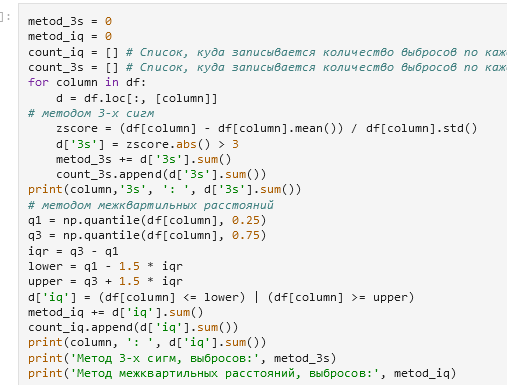 ]:
metod_3s = 0
metod_iq = 0
count_iq = [] # Список, куда записывается количество выбросов по
count_3s = [] # Список, куда записывается количество выбросов по
for column in df:
    d = df.loc[:, [column]]
# методом 3-х сигм
    zscore = (df[column] - df[column].mean()) / df[column].std()
    d['3s'] = zscore.abs() > 3
    metod_3s += d['3s'].sum()
    count_3s.append(d['3s'].sum())
print(column,'3s', ': ', d['3s'].sum())
# методом межквартильных расстояний
q1 = np.quantile(df[column], 0.25)
q3 = np.quantile(df[column], 0.75)
iqr = q3 - q1
lower = q1 - 1.5 * iqr
upper = q3 + 1.5 * iqr
d['iq'] = (df[column] <= lower) | (df[column] >= upper)
metod_iq += d['iq'].sum()
count_iq.append(d['iq'].sum())
print(column, ': ', d['iq'].sum())
print('Метод 3-х сигм, выбросов:', metod_3s)
print('Метод межквартильных расстояний, выбросов:', metod_iq)